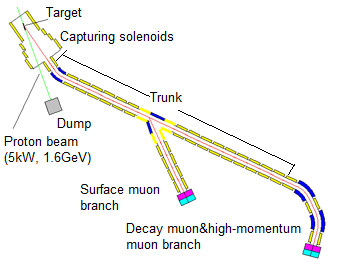 Target
Capturing solenoids
Trunk
Dump
Proton beam
(5kW, 1.6GeV)
Surface muon
branch
Decay muon&high-momentum
muon branch